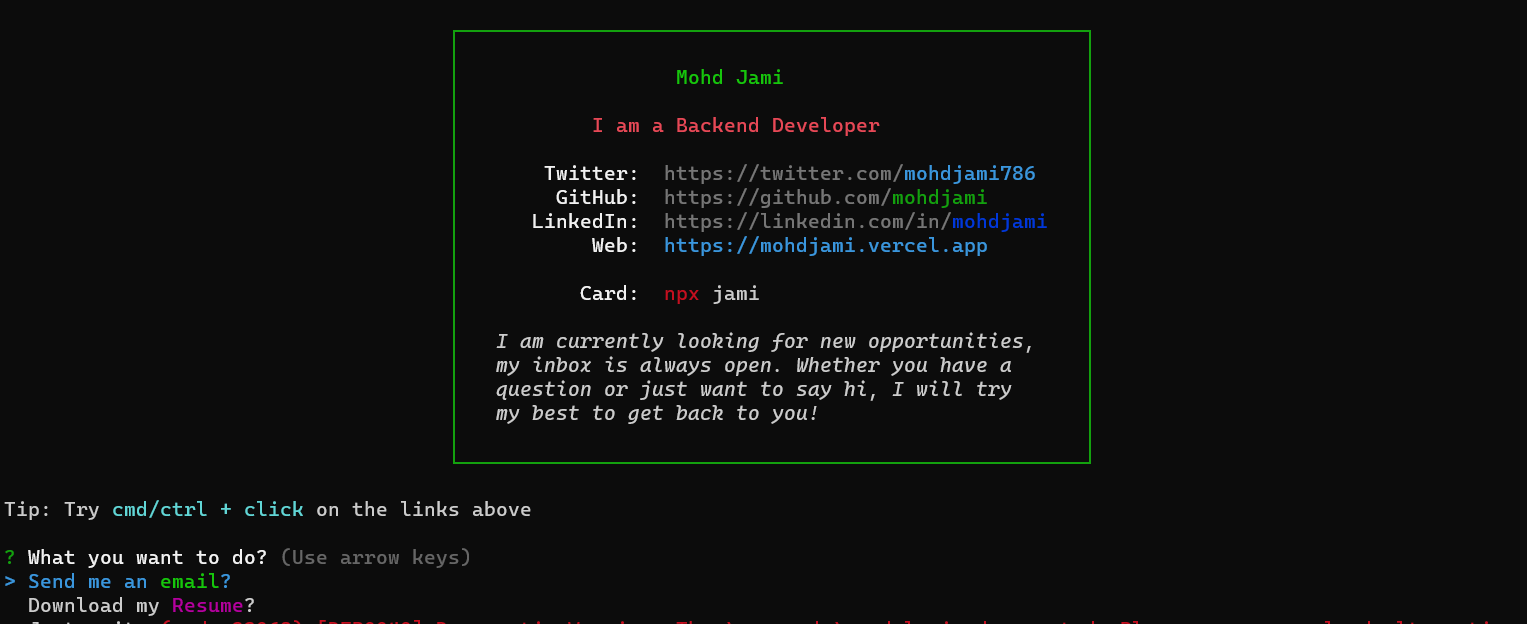 Mohd Jami
I am a Backend Developer
Twitter: https://twitter.com/mohdjami786
GitHub: https://github.com/mohdjami
LinkedIn: https://linkedin.com/in/mohdjami
Web: https://mohdjami.vercel.app
Card: npx jami
I am currently looking for new opportunities,
my inbox is always open. Whether you have a
question or just want to say hi, I will try
my best to get back to you!
Tip: Try cmd/ctrl + click on the links above
? What you want to do? (Use arrow keys)
> Send me an email?
Download my Resume?